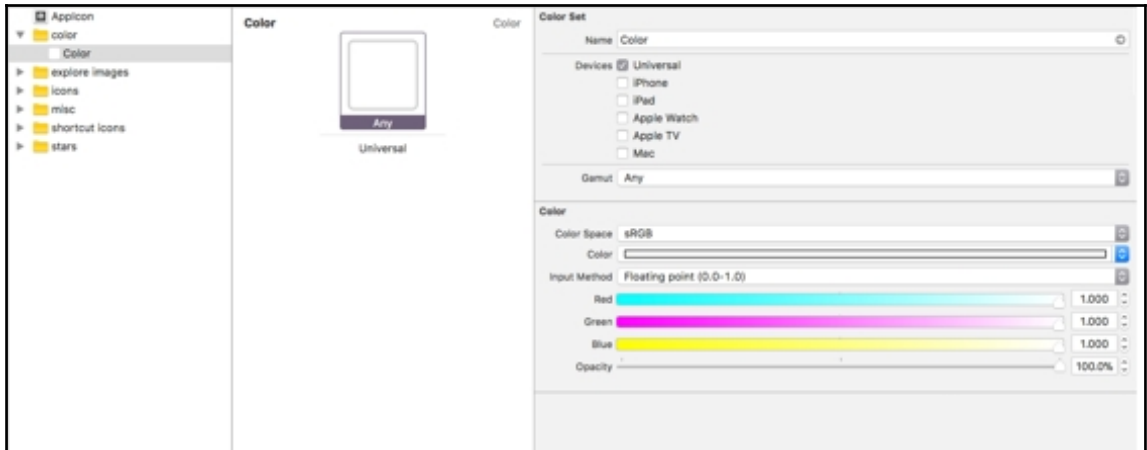 AppIcon
color
Color
explore images
icons
misc
shortcut icons
stars
Color
Color
Any
Universal
Color Set
Name Color
Devices Universal
iPhone
iPad
Apple Watch
Apple TV
Mac
Gamut Any
Color
Color Space sRGB
Color
Input Method Floating point (0.0-1.0)
Red 1.000
Green 1.000
Blue 1.000
Opacity 100.0%